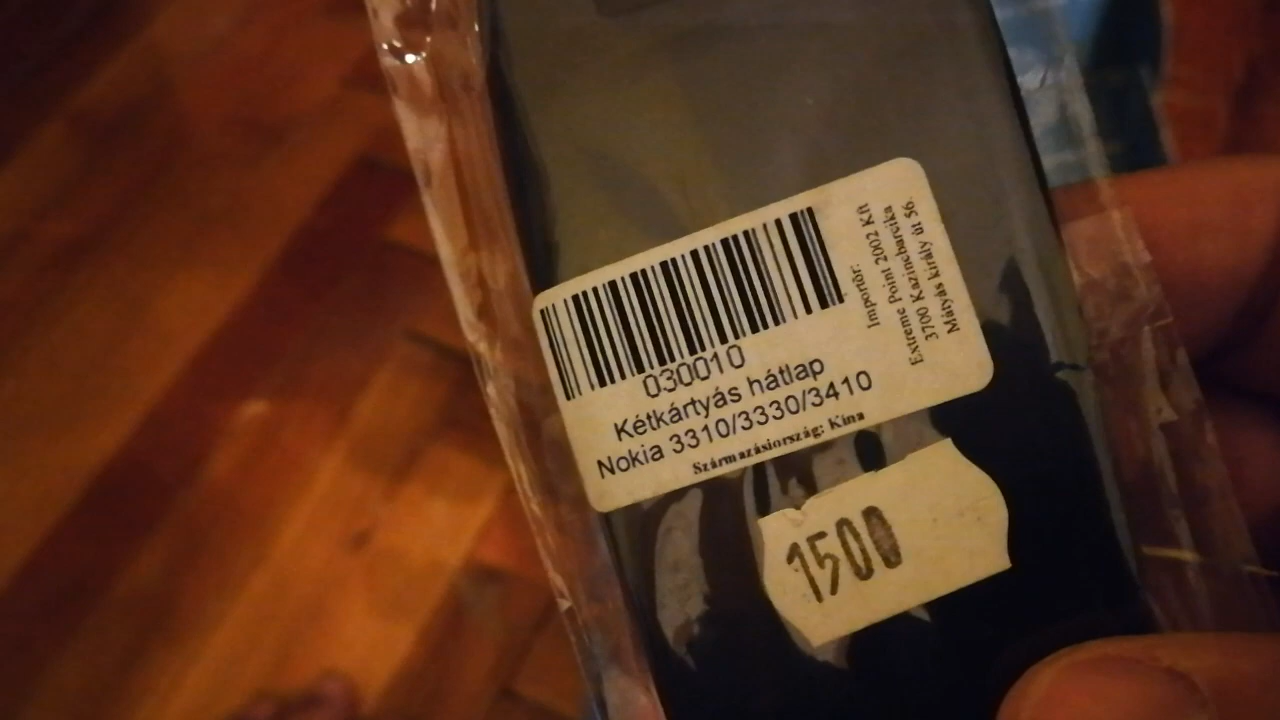 030010
Kétkártyás hátlap
Nokia 3310/3330/3410
Származásiország: Kína
Importőr:
Extreme Point 2002 Kft
3700 Kazincbarcika
Mátyás király út 56.
1500